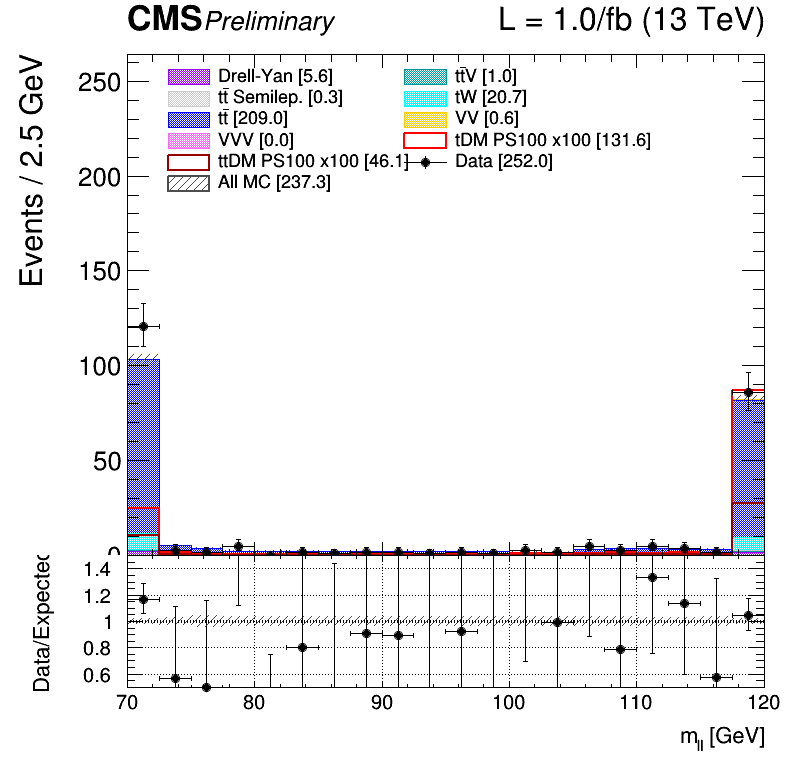 CMS Preliminary L = 1.0/fb (13 TeV)
Events / 2.5 GeV
250
200
150
100
50
0
Drell-Yan [5.6]
tt̄ Semilep. [0.3]
tt̄ [209.0]
VVV [0.0]
ttDM PS100 x100 [46.1]
All MC [237.3]
tt̄V [1.0]
tW [20.7]
VV [0.6]
tDM PS100 x100 [131.6]
Data [252.0]
Data/Expected
1.4
1.2
1
0.8
0.6
70 80 90 100 110 120
m_ll [GeV]